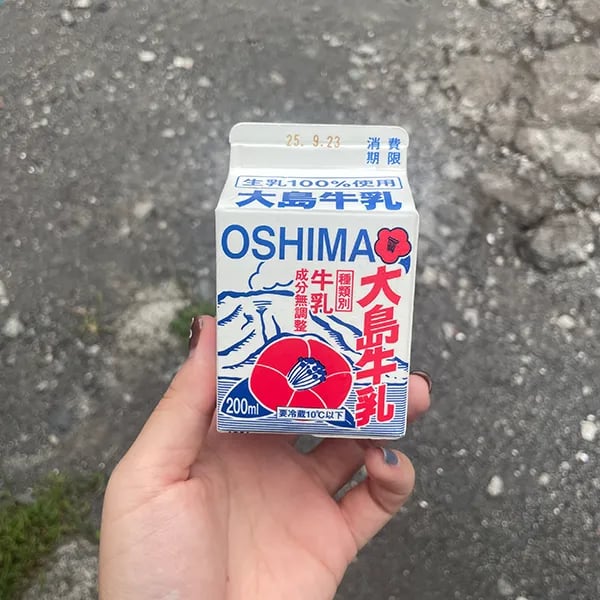 25. 9.23
消費
期限
生乳100%使用
大島牛乳
OSHIMA
大島牛乳
種類別
牛乳
成分無調整
200ml
要冷蔵10℃以下